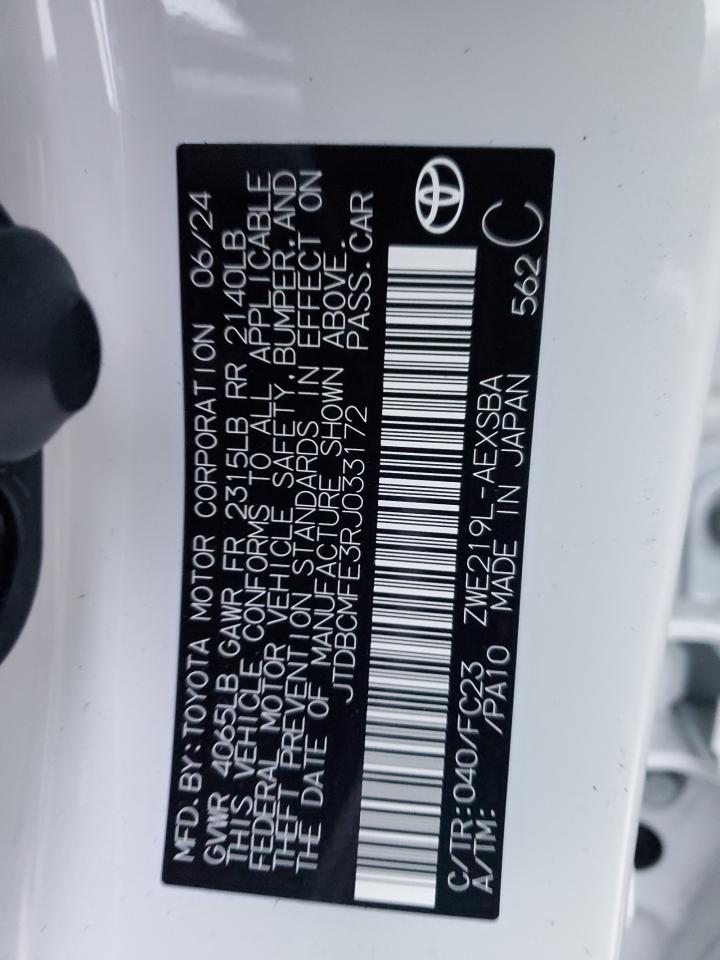 MFD.BY:TOYOTA MOTOR CORPORATION 06/24
GVWR 4065LB GAWR FR 2315LB RR 2140LB
THIS VEHICLE CONFORMS TO ALL APPLICABLE
FEDERAL MOTOR VEHICLE SAFETY,BUMPER,AND
THEFT PREVENTION STANDARDS IN EFFECT ON
THE DATE OF MANUFACTURE SHOWN ABOVE.
JTDBCMFE3RJ033172 PASS.CAR
C/TR:040/FC23 ZWE219L-AEXSBA
A/TM: /PA10 MADE IN JAPAN 562 C